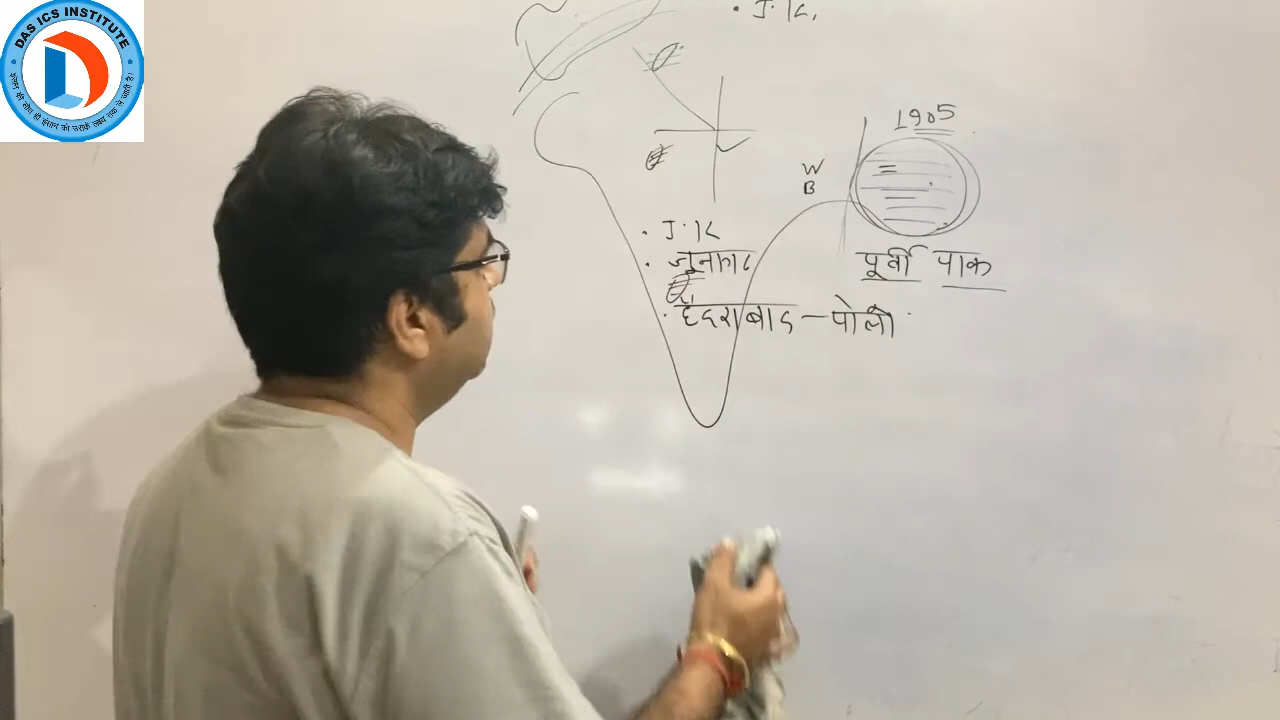 DAS ICS INSTITUTE
• J.K.
1905
W
B
• J.K
• जूनागढ
पूर्वी पाक
• हैदराबाद – पोलो